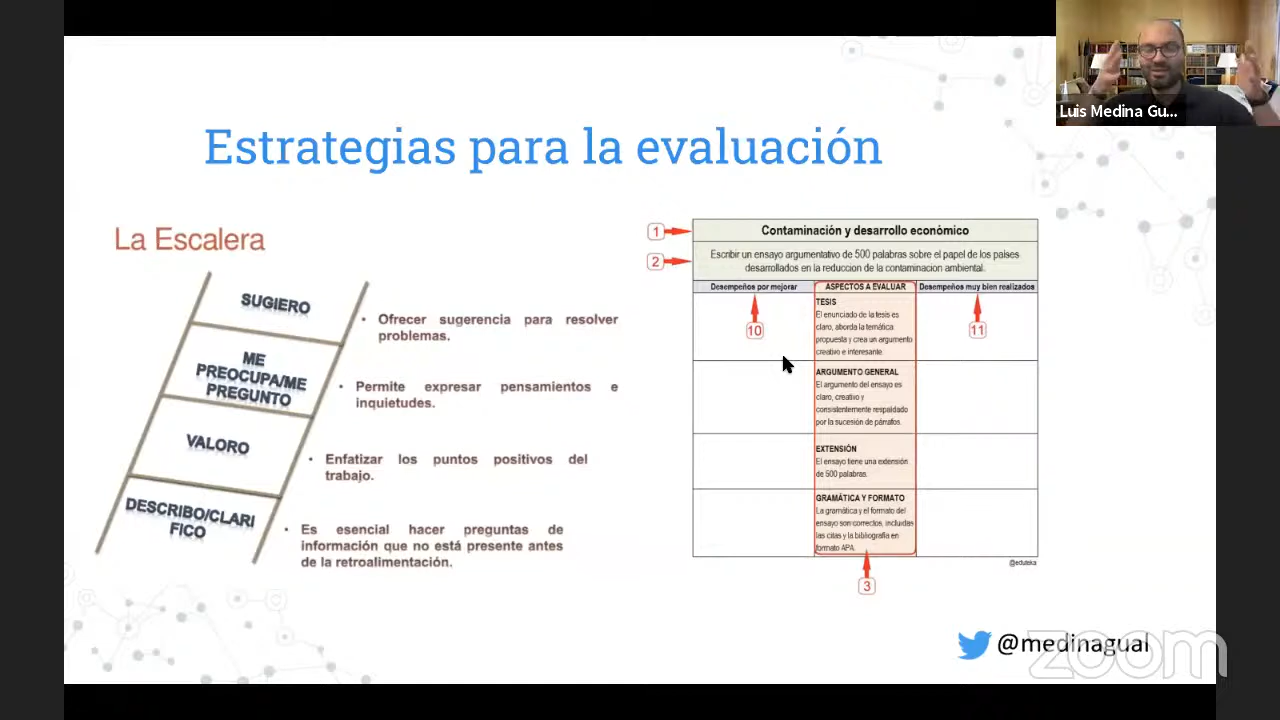 Luis Medina Gu...
Estrategias para la evaluación
La Escalera
SUGIERO
ME
PREOCUPA/ME
PREGUNTO
VALORO
DESCRIBO/CLARI
FICO
• Ofrecer sugerencia para resolver
problemas.
• Permite expresar pensamientos e
inquietudes.
• Enfatizar los puntos positivos del
trabajo.
• Es esencial hacer preguntas de
información que no está presente antes
de la retroalimentación.
1
Contaminación y desarrollo económico
2
Escribir un ensayo argumentativo de 500 palabras sobre el papel de los países
desarrollados en la reduccion de la contaminacion ambiental.
Desempeños por mejorar
ASPECTOS A EVALUAR
Desempeños muy bien realizados
10
11
TESIS
El enunciado de la tesis es
claro, aborda la temática
propuesta y crea un argumento
creativo e interesante.
ARGUMENTO GENERAL
El argumento del ensayo es
claro, creativo y
consistentemente respaldado
por la sucesión de párrafos.
EXTENSIÓN
El ensayo tiene una extensión
de 500 palabras.
GRAMÁTICA Y FORMATO
La gramática y el formato del
ensayo son correctos, incluidas
las citas y la bibliografía en
formato APA.
3
@eduteka
@medinagual
zoom